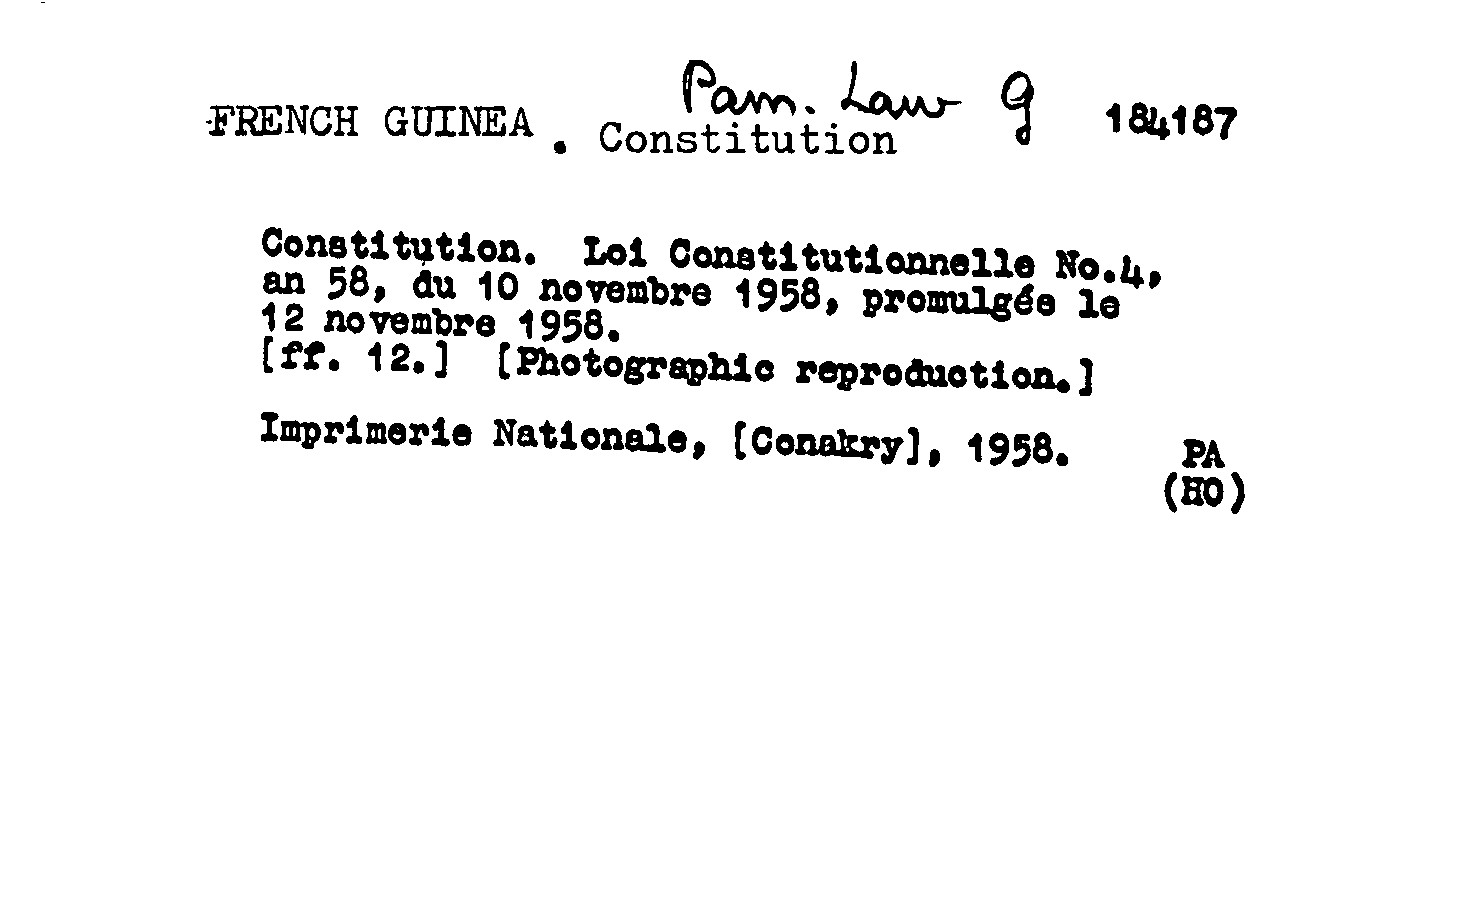 Pam. Law G
FRENCH GUINEA . Constitution 184187
Constitution. Loi Constitutionnelle No.4,
an 58, du 10 novembre 1958, promulgée le
12 novembre 1958.
[ff. 12.] [Photographic reproduction.]
Imprimerie Nationale, [Conakry], 1958.
PA
(HO)